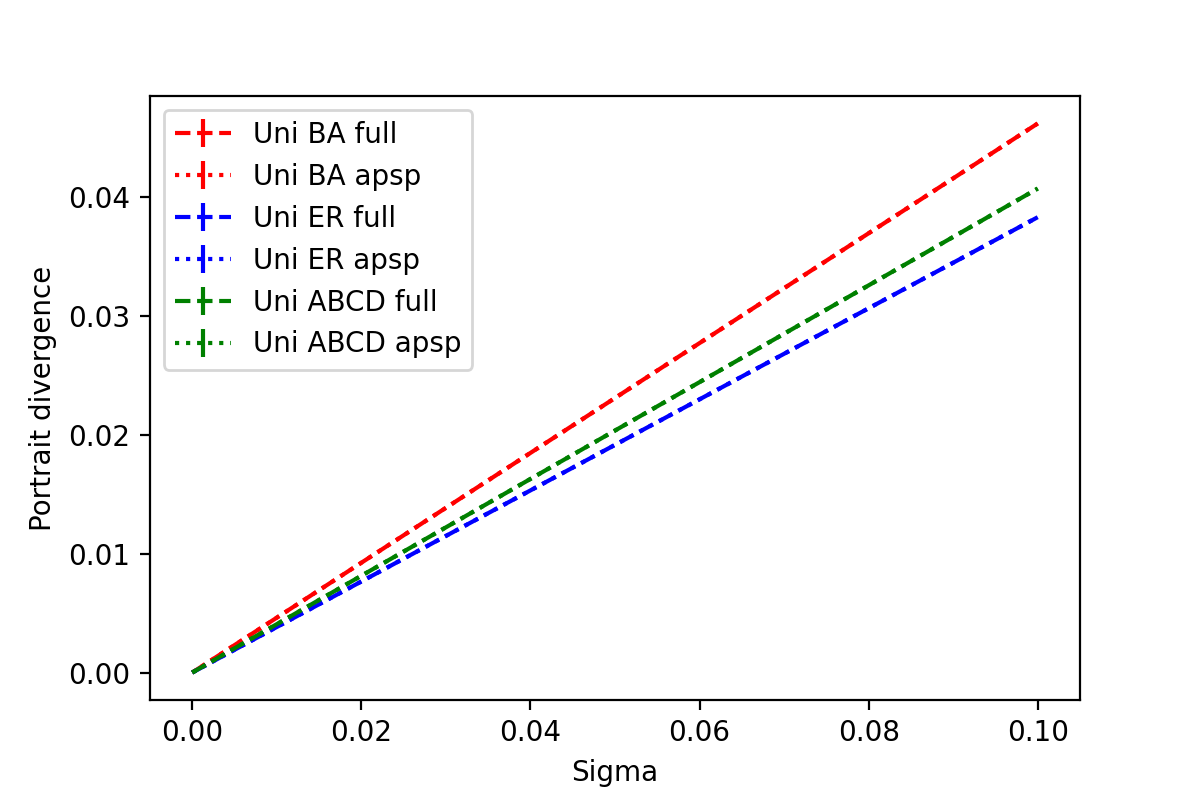 Uni BA full
Uni BA apsp
Uni ER full
Uni ER apsp
Uni ABCD full
Uni ABCD apsp
Portrait divergence
0.04
0.03
0.02
0.01
0.00
0.00 0.02 0.04 0.06 0.08 0.10
Sigma